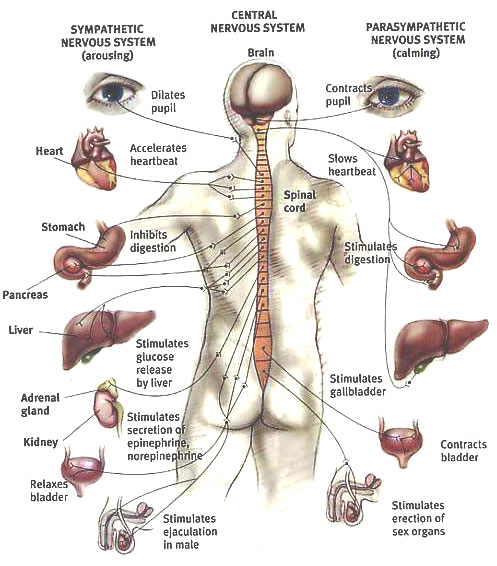 SYMPATHETIC
NERVOUS SYSTEM
(arousing)
CENTRAL
NERVOUS SYSTEM
Brain
PARASYMPATHETIC
NERVOUS SYSTEM
(calming)
Dilates
pupil
Contracts
pupil
Heart
Accelerates
heartbeat
Slows
heartbeat
Spinal
cord
Stomach
Inhibits
digestion
Stimulates
digestion
Pancreas
Liver
Stimulates
glucose
release
by liver
Stimulates
gallbladder
Adrenal
gland
Kidney
Stimulates
secretion of
epinephrine,
norepinephrine
Contracts
bladder
Relaxes
bladder
Stimulates
ejaculation
in male
Stimulates
erection of
sex organs